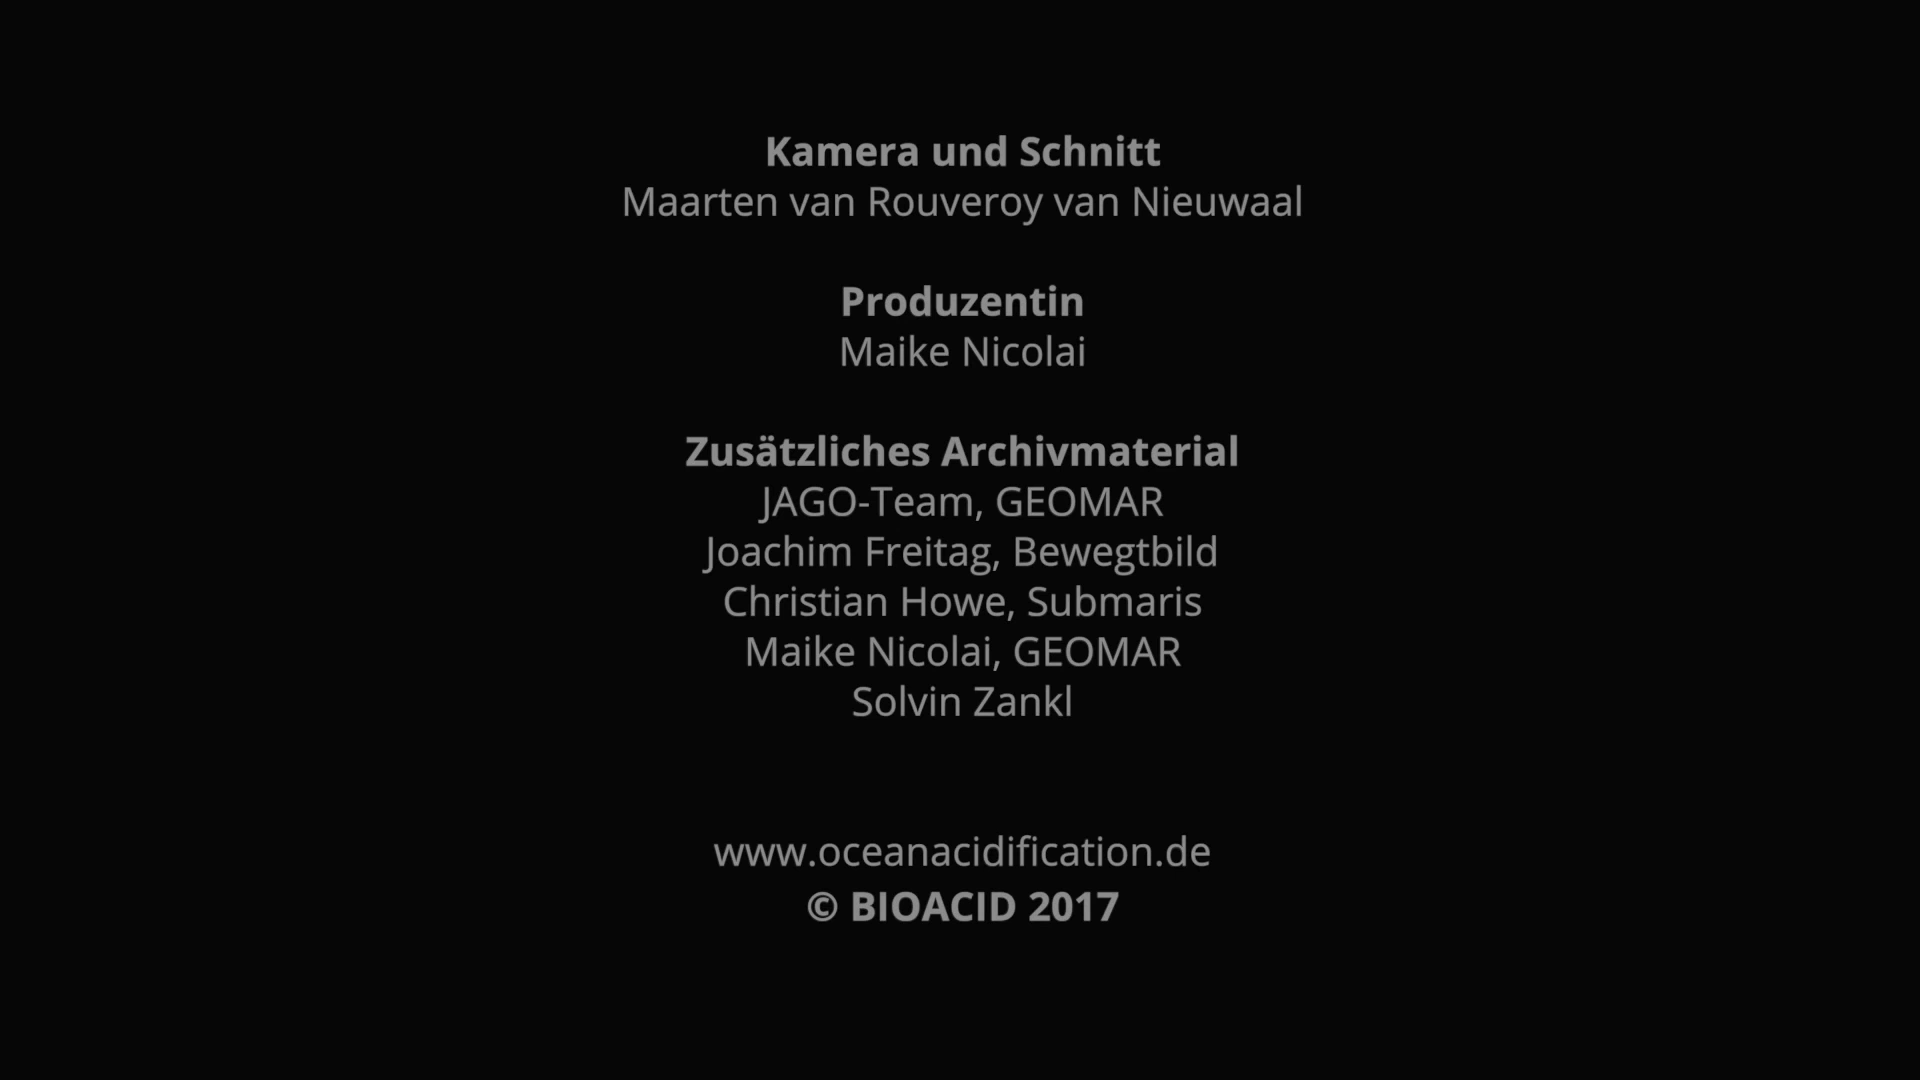 Kamera und Schnitt
Maarten van Rouveroy van Nieuwaal
Produzentin
Maike Nicolai
Zusätzliches Archivmaterial
JAGO-Team, GEOMAR
Joachim Freitag, Bewegtbild
Christian Howe, Submaris
Maike Nicolai, GEOMAR
Solvin Zankl
www.oceanacidification.de
© BIOACID 2017